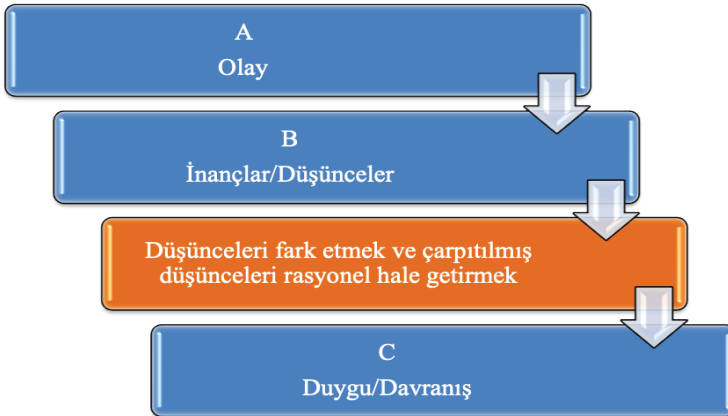 A
Olay
B
İnançlar/Düşünceler
Düşünceleri fark etmek ve çarpıtılmış
düşünceleri rasyonel hale getirmek
C
Duygu/Davranış